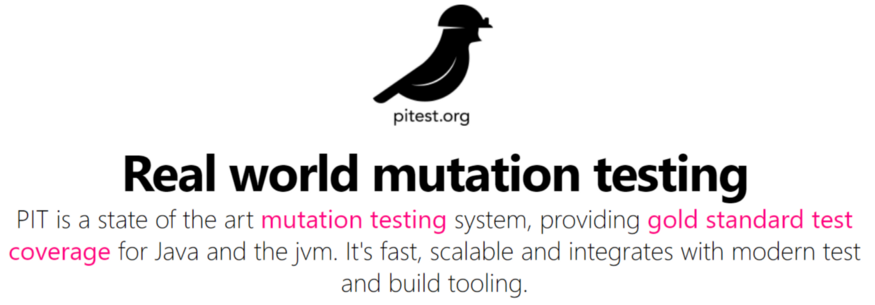 pitest.org
Real world mutation testing
PIT is a state of the art mutation testing system, providing gold standard test
coverage for Java and the jvm. It's fast, scalable and integrates with modern test
and build tooling.